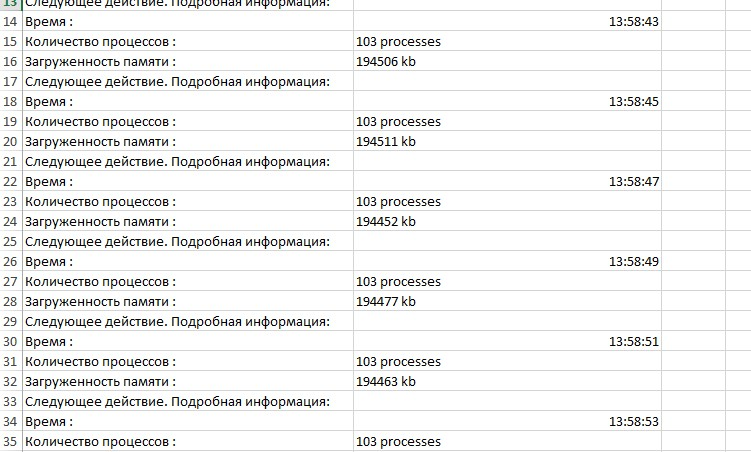 13 Следующее действие. Подробная информация:
14 Время : 13:58:43
15 Количество процессов : 103 processes
16 Загруженность памяти : 194506 kb
17 Следующее действие. Подробная информация:
18 Время : 13:58:45
19 Количество процессов : 103 processes
20 Загруженность памяти : 194511 kb
21 Следующее действие. Подробная информация:
22 Время : 13:58:47
23 Количество процессов : 103 processes
24 Загруженность памяти : 194452 kb
25 Следующее действие. Подробная информация:
26 Время : 13:58:49
27 Количество процессов : 103 processes
28 Загруженность памяти : 194477 kb
29 Следующее действие. Подробная информация:
30 Время : 13:58:51
31 Количество процессов : 103 processes
32 Загруженность памяти : 194463 kb
33 Следующее действие. Подробная информация:
34 Время : 13:58:53
35 Количество процессов : 103 processes